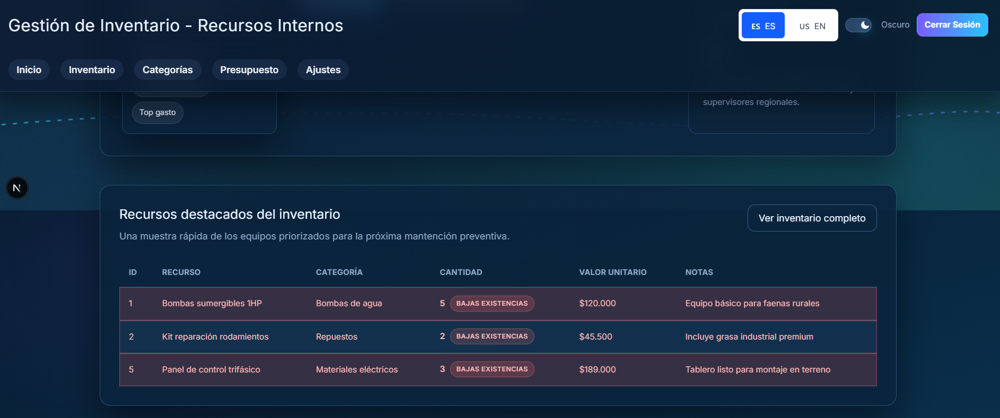 Gestión de Inventario - Recursos Internos
ES ES
US EN
Oscuro
Cerrar Sesión
Inicio
Inventario
Categorías
Presupuesto
Ajustes
Top gasto
supervisores regionales.
N
Recursos destacados del inventario
Ver inventario completo
Una muestra rápida de los equipos priorizados para la próxima mantención preventiva.
ID RECURSO CATEGORÍA CANTIDAD VALOR UNITARIO NOTAS
1 Bombas sumergibles 1HP Bombas de agua 5 BAJAS EXISTENCIAS $120.000 Equipo básico para faenas rurales
2 Kit reparación rodamientos Repuestos 2 BAJAS EXISTENCIAS $45.500 Incluye grasa industrial premium
5 Panel de control trifásico Materiales eléctricos 3 BAJAS EXISTENCIAS $189.000 Tablero listo para montaje en terreno